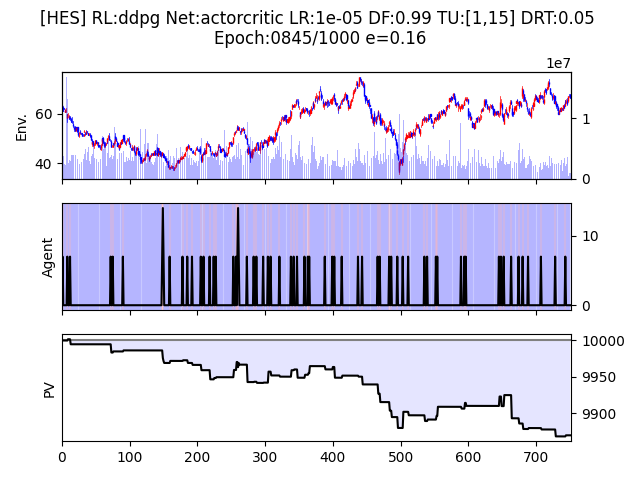 [HES] RL:ddpg Net:actorcritic LR:1e-05 DF:0.99 TU:[1,15] DRT:0.05
Epoch:0845/1000 e=0.16
1e7
Env.
60
40
1
0
Agent
10
0
PV
10000
9950
9900
0 100 200 300 400 500 600 700